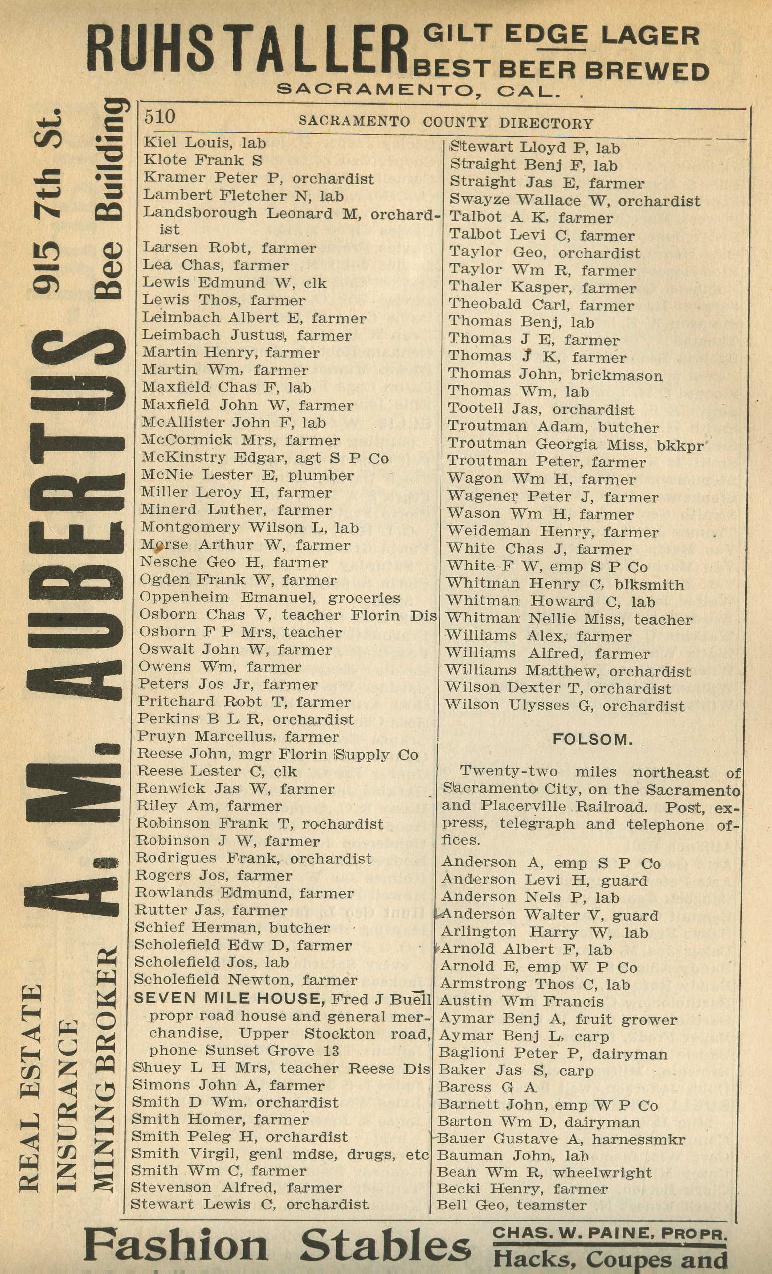 RUHSTALLER GILT EDGE LAGER
BEST BEER BREWED
SACRAMENTO, CAL.
A. M. AUBERTUS 915 7th St.
Bee Building
REAL ESTATE
INSURANCE
MINING BROKER
510 SACRAMENTO COUNTY DIRECTORY
Kiel Louis, lab
Klote Frank S
Kramer Peter P, orchardist
Lambert Fletcher N, lab
Landsborough Leonard M, orchard-
ist
Larsen Robt, farmer
Lea Chas, farmer
Lewis Edmund W, clk
Lewis Thos, farmer
Leimbach Albert E, farmer
Leimbach Justus, farmer
Martin Henry, farmer
Martin Wm, farmer
Maxfield Chas F, lab
Maxfield John W, farmer
McAllister John F, lab
McCormick Mrs, farmer
McKinstry Edgar, agt S P Co
McNie Lester E, plumber
Miller Leroy H, farmer
Minerd Luther, farmer
Montgomery Wilson L, lab
Morse Arthur W, farmer
Nesche Geo H, farmer
Ogden Frank W, farmer
Oppenheim Emanuel, groceries
Osborn Chas V, teacher Florin Dis
Osborn F P Mrs, teacher
Oswalt John W, farmer
Owens Wm, farmer
Peters Jos Jr, farmer
Pritchard Robt T, farmer
Perkins B L R, orchardist
Pruyn Marcellus, farmer
Reese John, mgr Florin Supply Co
Reese Lester C, clk
Renwick Jas W, farmer
Riley Am, farmer
Robinson Frank T, rochardist
Robinson J W, farmer
Rodrigues Frank, orchardist
Rogers Jos, farmer
Rowlands Edmund, farmer
Rutter Jas, farmer
Schief Herman, butcher
Scholefield Edw D, farmer
Scholefield Jos, lab
Scholefield Newton, farmer
SEVEN MILE HOUSE, Fred J Buell
propr road house and general mer-
chandise, Upper Stockton road,
phone Sunset Grove 13
Shuey L H Mrs, teacher Reese Dis
Simons John A, farmer
Smith D Wm, orchardist
Smith Homer, farmer
Smith Peleg H, orchardist
Smith Virgil, genl mdse, drugs, etc
Smith Wm C, farmer
Stevenson Alfred, farmer
Stewart Lewis C, orchardist
Stewart Lloyd P, lab
Straight Benj F, lab
Straight Jas E, farmer
Swayze Wallace W, orchardist
Talbot A K, farmer
Talbot Levi C, farmer
Taylor Geo, orchardist
Taylor Wm R, farmer
Thaler Kasper, farmer
Theobald Carl, farmer
Thomas Benj, lab
Thomas J E, farmer
Thomas J K, farmer
Thomas John, brickmason
Thomas Wm, lab
Tootell Jas, orchardist
Troutman Adam, butcher
Troutman Georgia Miss, bkkpr
Troutman Peter, farmer
Wagon Wm H, farmer
Wagener Peter J, farmer
Wason Wm H, farmer
Weideman Henry, farmer
White Chas J, farmer
White F W, emp S P Co
Whitman Henry C, blksmith
Whitman Howard C, lab
Whitman Nellie Miss, teacher
Williams Alex, farmer
Williams Alfred, farmer
Williams Matthew, orchardist
Wilson Dexter T, orchardist
Wilson Ulysses G, orchardist
FOLSOM.
Twenty-two miles northeast of
Sacramento City, on the Sacramento
and Placerville Railroad. Post, ex-
press, telegraph and telephone of-
fices.
Anderson A, emp S P Co
Anderson Levi H, guard
Anderson Nels P, lab
Anderson Walter V, guard
Arlington Harry W, lab
Arnold Albert F, lab
Arnold E, emp W P Co
Armstrong Thos C, lab
Austin Wm Francis
Aymar Benj A, fruit grower
Aymar Benj L, carp
Baglioni Peter P, dairyman
Baker Jas S, carp
Baress G A
Barnett John, emp W P Co
Barton Wm D, dairyman
Bauer Gustave A, harnessmkr
Bauman John, lab
Bean Wm R, wheelwright
Becki Henry, farmer
Bell Geo, teamster
Fashion Stables CHAS. W. PAINE, PROPR.
Hacks, Coupes and